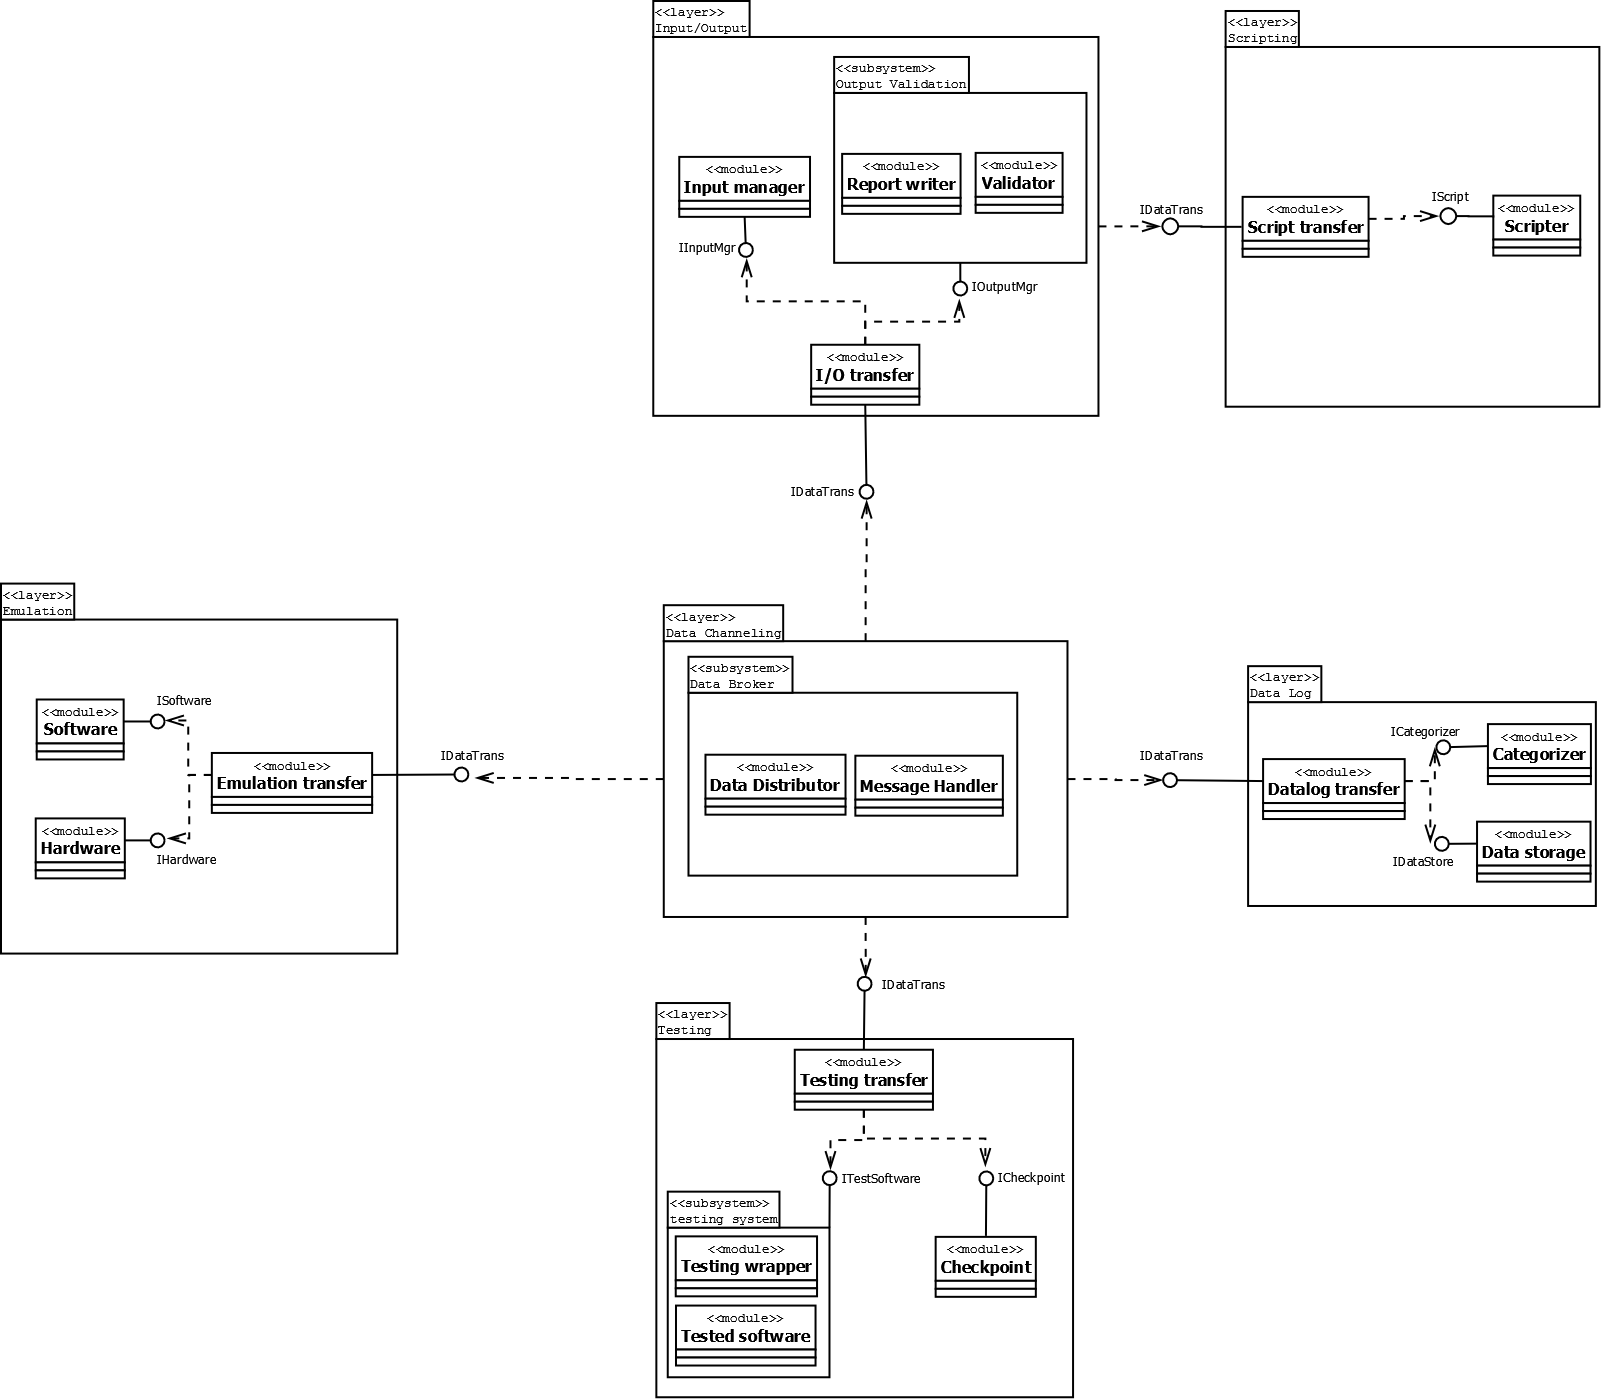 <<layer>>
Input/Output
<<subsystem>>
Output Validation
<<module>>
Input manager
<<module>>
Report writer
<<module>>
Validator
IInputMgr
IOutputMgr
<<module>>
I/O transfer
IDataTrans
<<layer>>
Scripting
IDataTrans
<<module>>
Script transfer
IScript
<<module>>
Scripter
<<layer>>
Emulation
ISoftware
<<module>>
Software
<<module>>
Emulation transfer
<<module>>
Hardware
IHardware
IDataTrans
<<layer>>
Data Channeling
<<subsystem>>
Data Broker
<<module>>
Data Distributor
<<module>>
Message Handler
IDataTrans
<<layer>>
Data Log
<<module>>
Datalog transfer
ICategorizer
<<module>>
Categorizer
<<module>>
Data storage
IDataStore
IDataTrans
<<layer>>
Testing
<<module>>
Testing transfer
ITestSoftware
ICheckpoint
<<subsystem>>
testing system
<<module>>
Testing wrapper
<<module>>
Tested software
<<module>>
Checkpoint